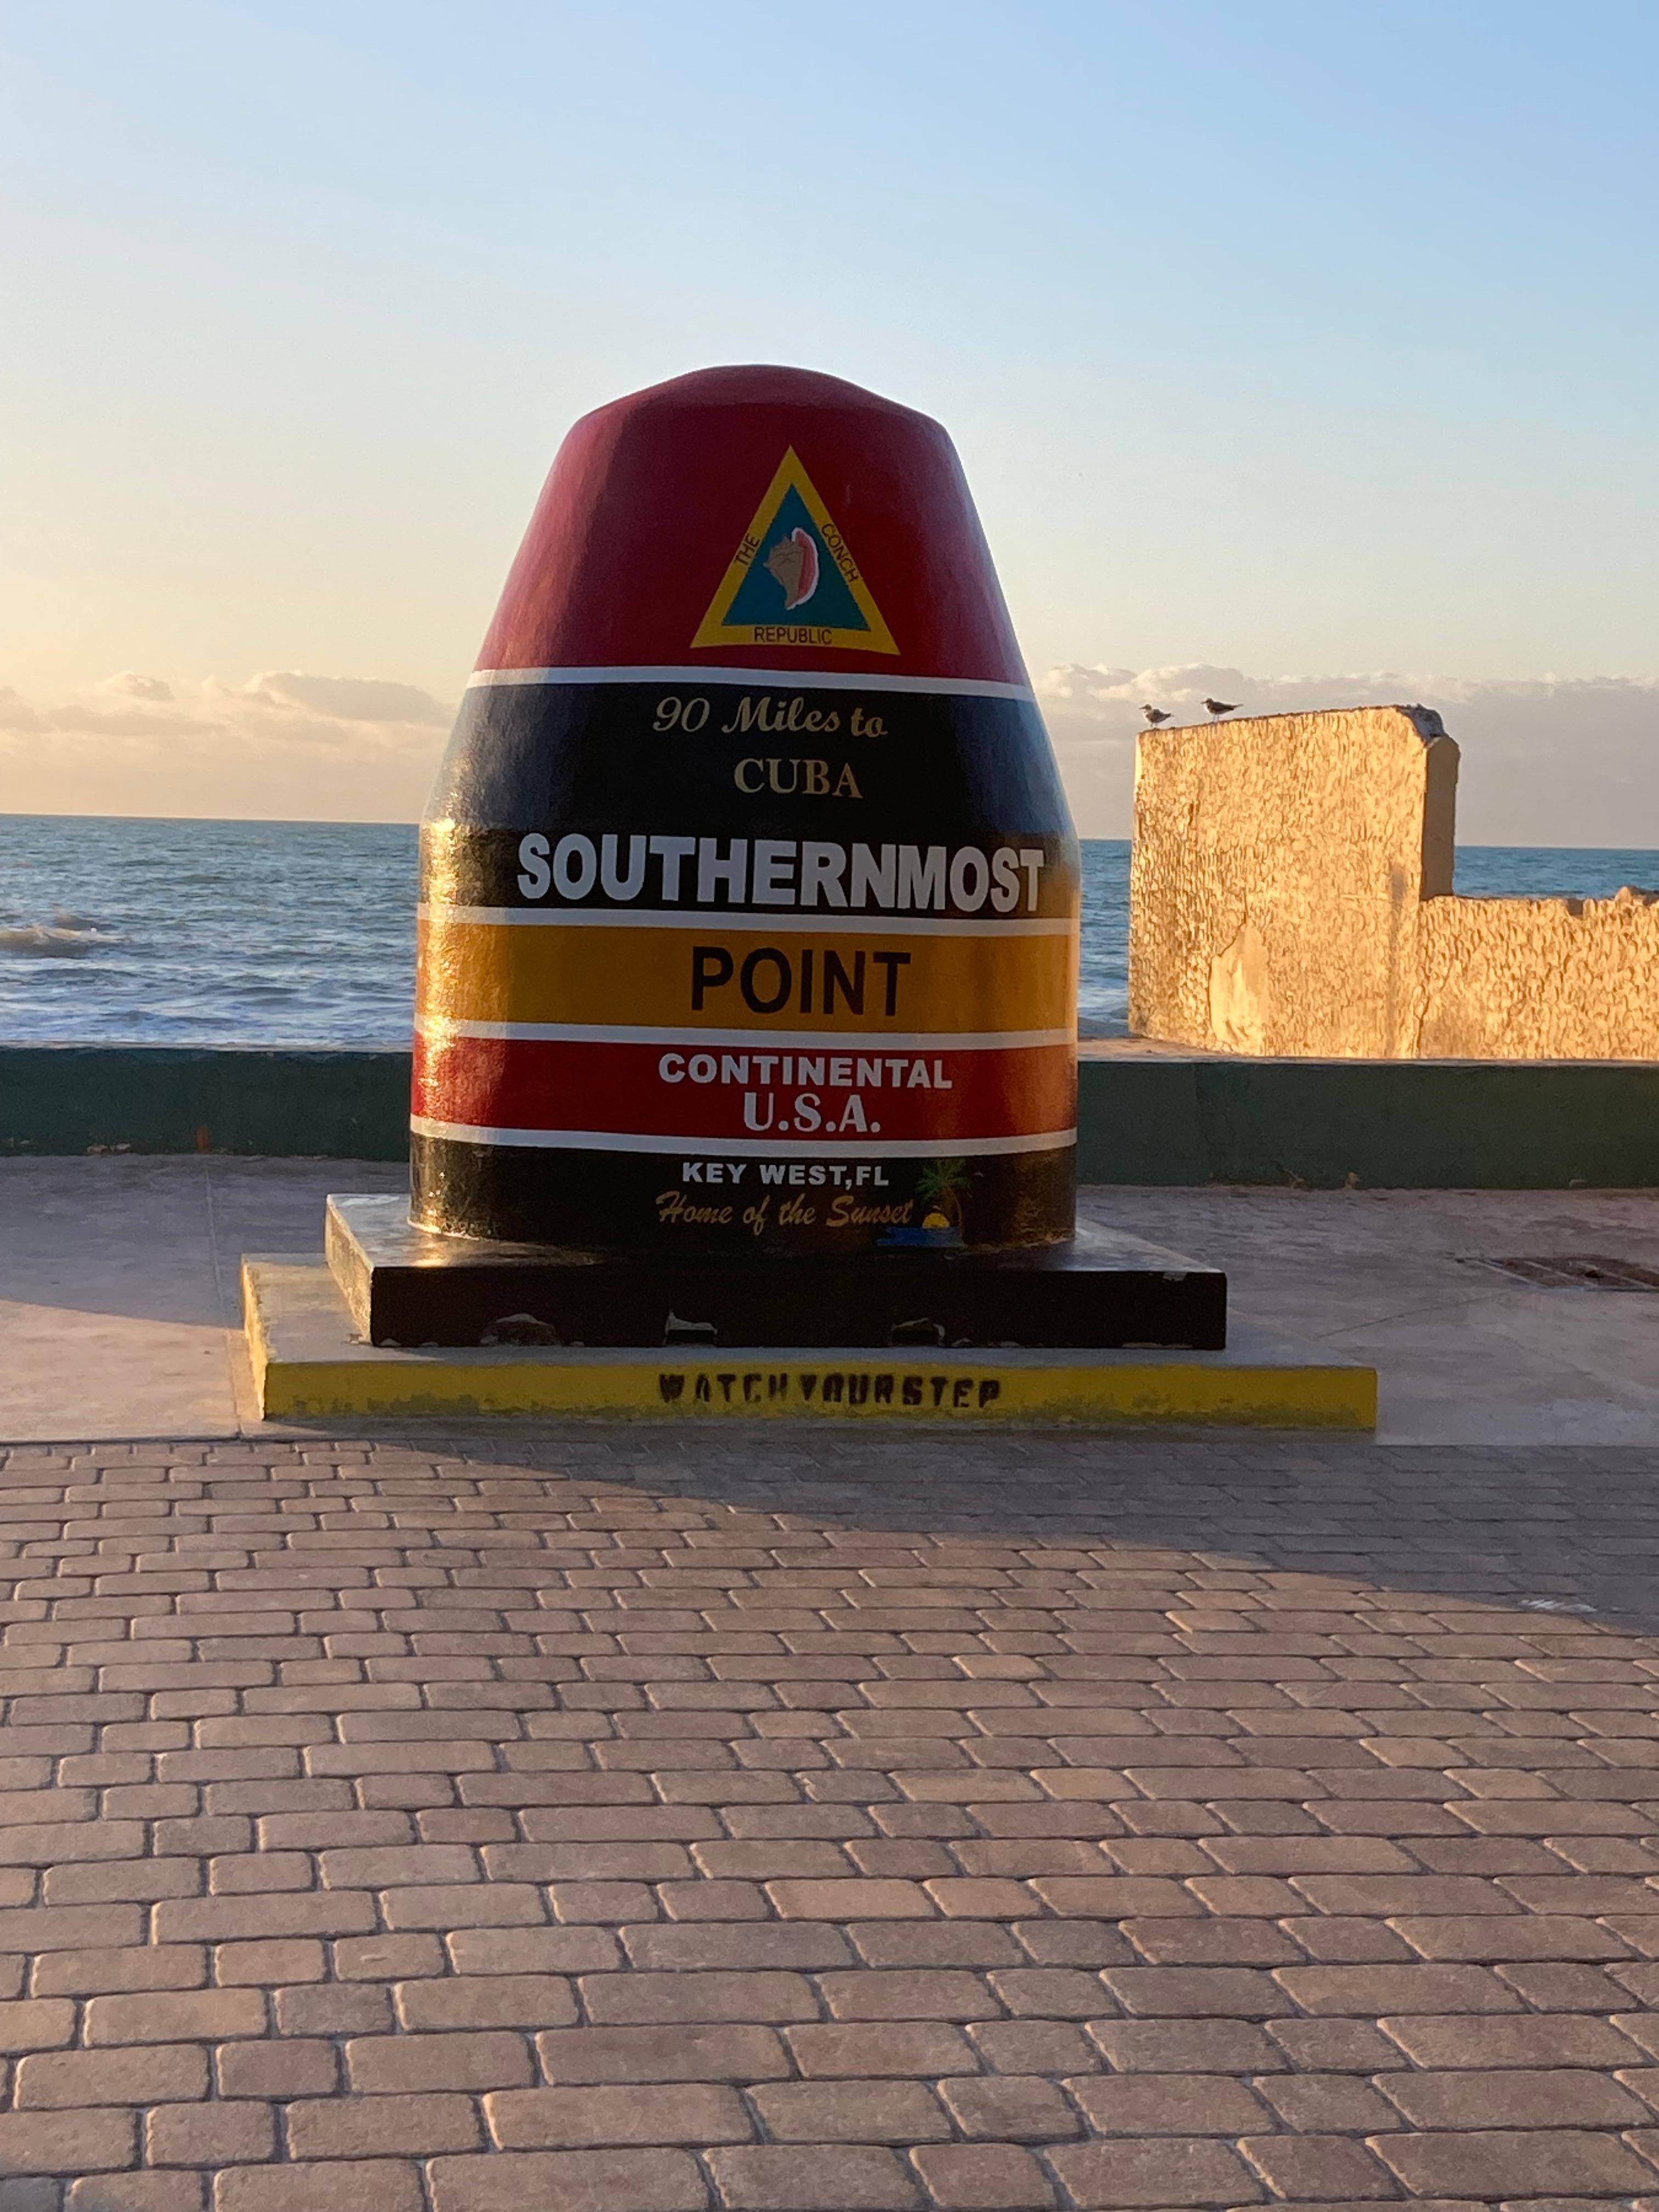 THE CONCH
REPUBLIC
90 Miles to
CUBA
SOUTHERNMOST
POINT
CONTINENTAL
U.S.A.
KEY WEST,FL
Home of the Sunset
WATCH YOUR STEP